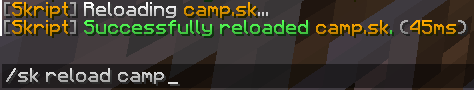 [Skript] Reloading camp.sk...
[Skript] Successfully reloaded camp.sk. (45ms)
/sk reload camp_